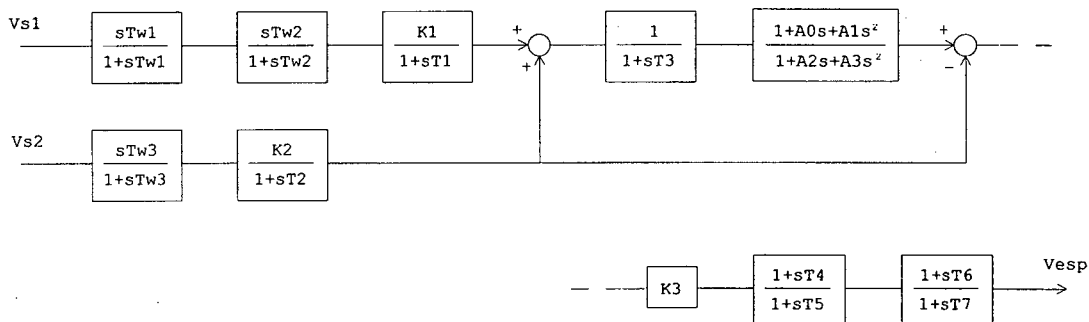 Vs1
sTw1
1+sTw1
sTw2
1+sTw2
K1
1+sT1
+
+
1
1+sT3
1+A0s+A1s²
1+A2s+A3s²
+
−
Vs2
sTw3
1+sTw3
K2
1+sT2
K3
1+sT4
1+sT5
1+sT6
1+sT7
Vesp